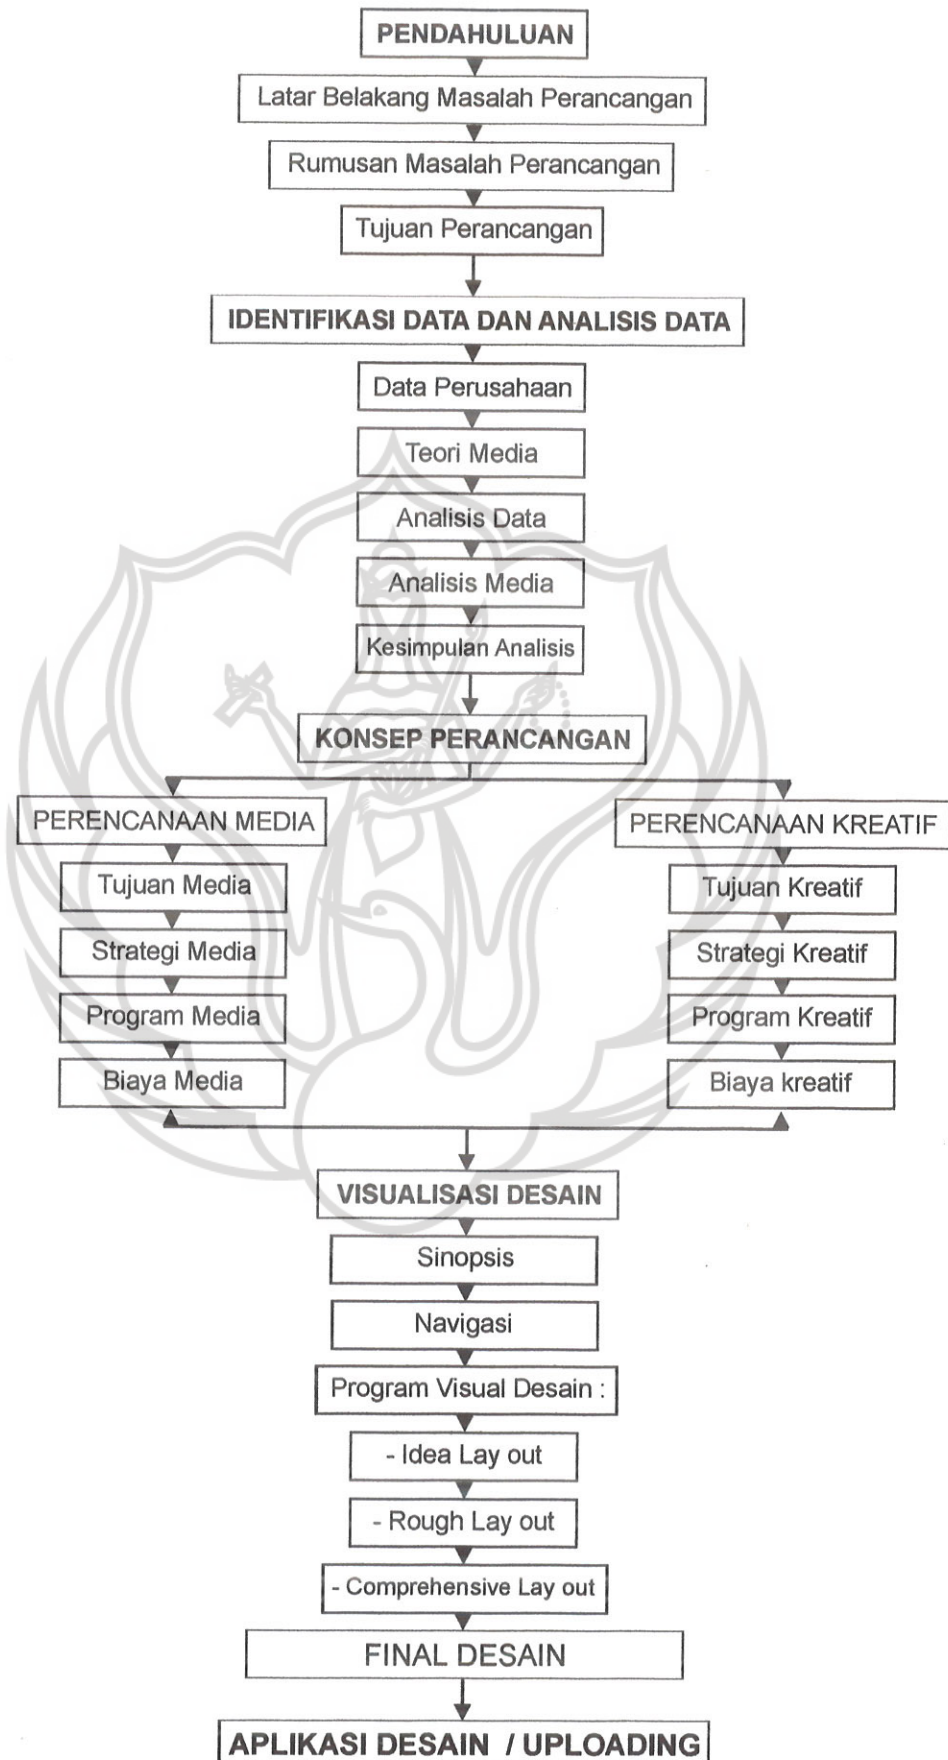 PENDAHULUAN
Latar Belakang Masalah Perancangan
Rumusan Masalah Perancangan
Tujuan Perancangan
IDENTIFIKASI DATA DAN ANALISIS DATA
Data Perusahaan
Teori Media
Analisis Data
Analisis Media
Kesimpulan Analisis
KONSEP PERANCANGAN
PERENCANAAN MEDIA
Tujuan Media
Strategi Media
Program Media
Biaya Media
PERENCANAAN KREATIF
Tujuan Kreatif
Strategi Kreatif
Program Kreatif
Biaya kreatif
VISUALISASI DESAIN
Sinopsis
Navigasi
Program Visual Desain :
- Idea Lay out
- Rough Lay out
- Comprehensive Lay out
FINAL DESAIN
APLIKASI DESAIN / UPLOADING